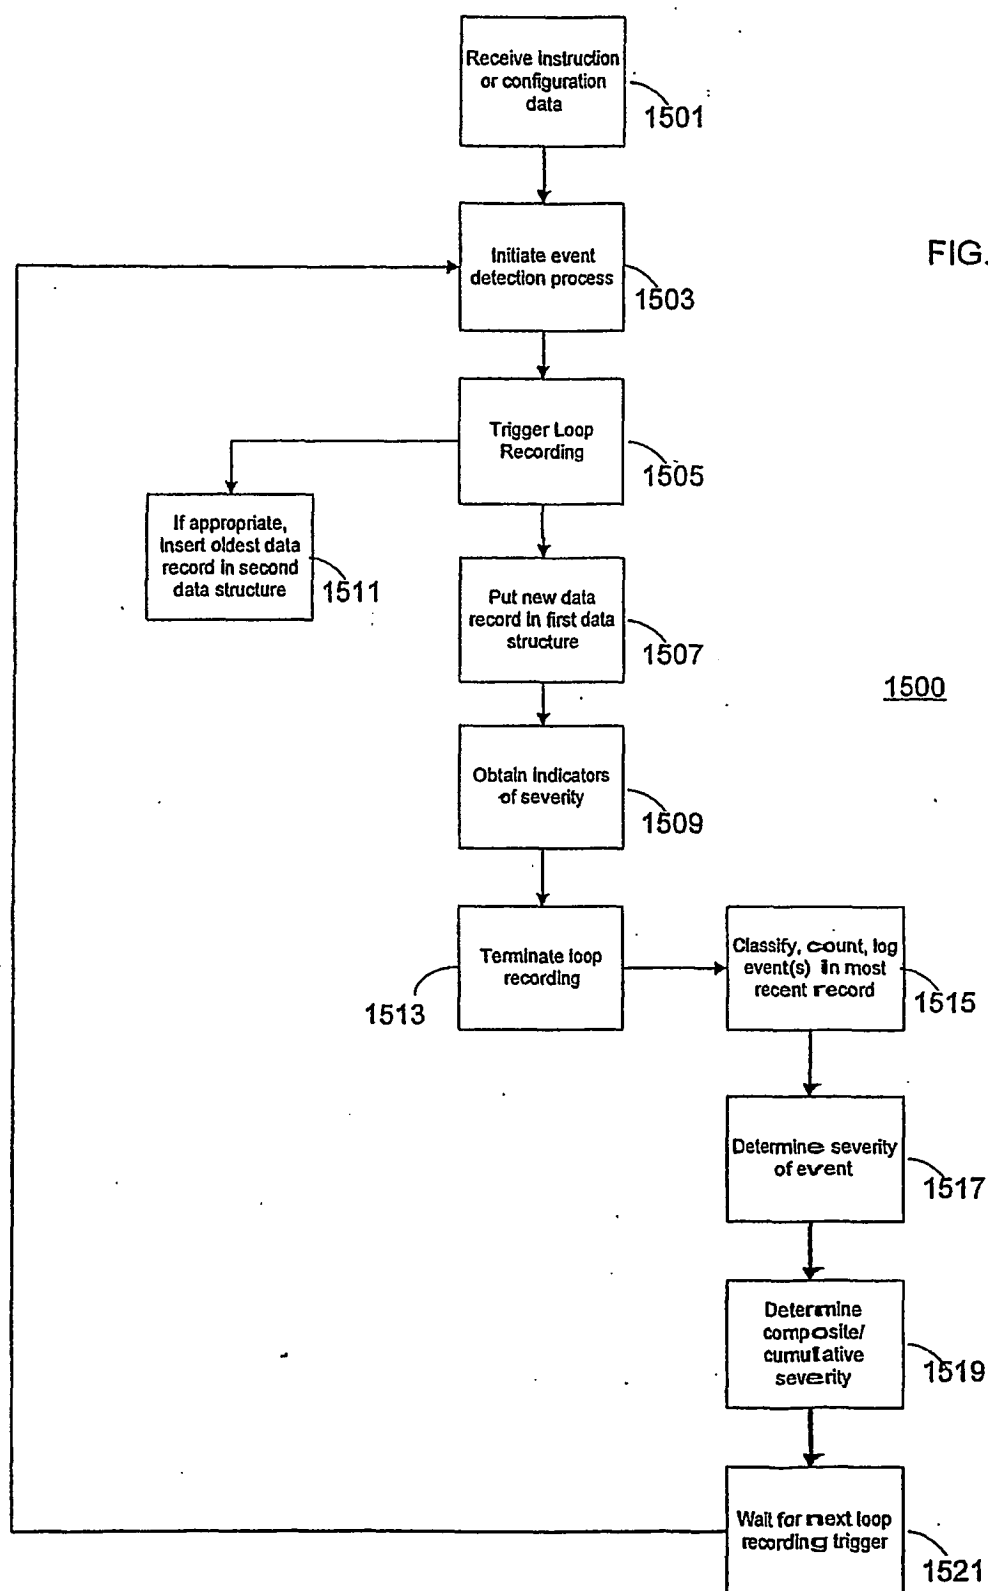 Receive instruction
or configuration
data
1501
FIG.
Initiate event
detection process
1503
Trigger Loop
Recording
1505
If appropriate,
insert oldest data
record in second
data structure
1511
Put new data
record in first data
structure
1507
1500
Obtain indicators
of severity
1509
Terminate loop
recording
1513
Classify, count, log
event(s) in most
recent record
1515
Determine severity
of event
1517
Determine
composite/
cumulative
severity
1519
Wait for next loop
recording trigger
1521